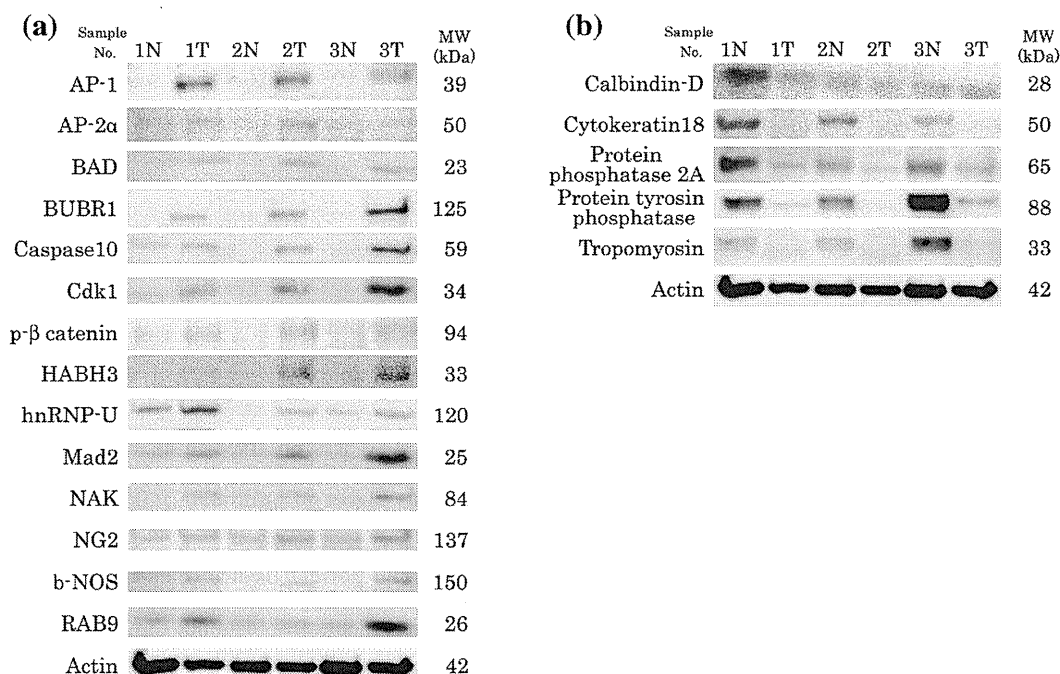 (a) Sample No. 1N 1T 2N 2T 3N 3T MW (kDa)
AP-1 39
AP-2α 50
BAD 23
BUBR1 125
Caspase10 59
Cdk1 34
p-β catenin 94
HABH3 33
hnRNP-U 120
Mad2 25
NAK 84
NG2 137
b-NOS 150
RAB9 26
Actin 42
(b) Sample No. 1N 1T 2N 2T 3N 3T MW (kDa)
Calbindin-D 28
Cytokeratin18 50
Protein
phosphatase 2A 65
Protein tyrosin
phosphatase 88
Tropomyosin 33
Actin 42